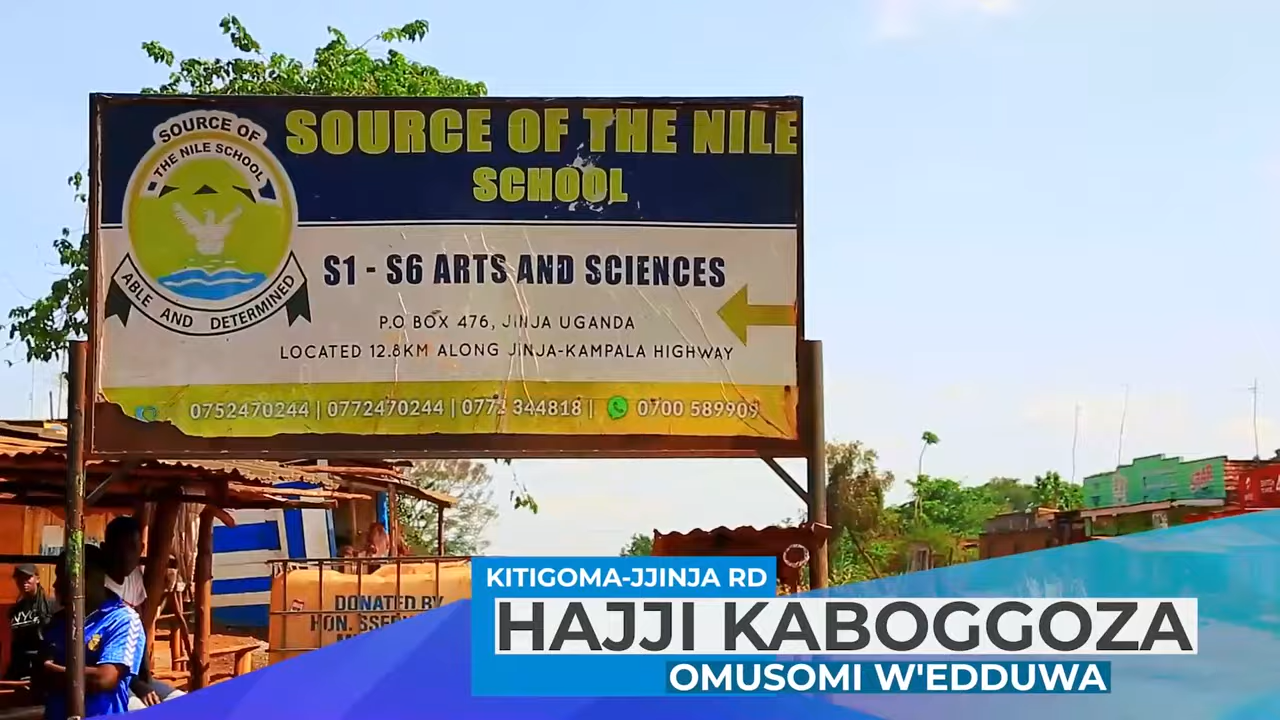 SOURCE OF
THE NILE SCHOOL
ABLE AND DETERMINED
SOURCE OF THE NILE
SCHOOL
S1 - S6 ARTS AND SCIENCES
P.O BOX 476, JINJA UGANDA
LOCATED 12.8KM ALONG JINJA-KAMPALA HIGHWAY
0752470244 | 0772470244 | 0773 344818 | 0700 589909
DONATED BY
HON.
KITIGOMA-JJINJA RD
HAJJI KABOGGOZA
OMUSOMI W'EDDUWA